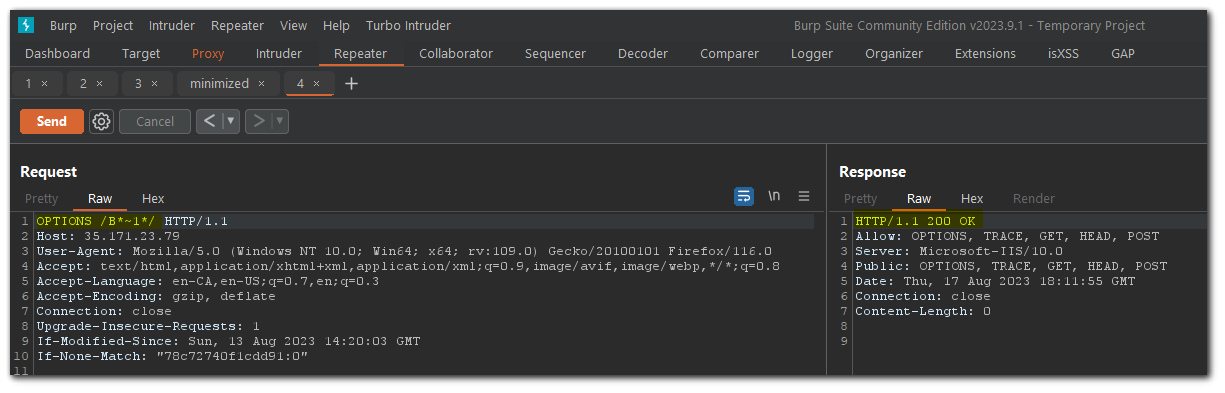 Burp Project Intruder Repeater View Help Turbo Intruder Burp Suite Community Edition v2023.9.1 - Temporary Project
Dashboard Target Proxy Intruder Repeater Collaborator Sequencer Decoder Comparer Logger Organizer Extensions isXSS GAP
1 × 2 × 3 × minimized × 4 × +
Send Cancel < ▼ > ▼
Request
Pretty Raw Hex \n
1 OPTIONS /B*~1*/ HTTP/1.1
2 Host: 35.171.23.79
3 User-Agent: Mozilla/5.0 (Windows NT 10.0; Win64; x64; rv:109.0) Gecko/20100101 Firefox/116.0
4 Accept: text/html,application/xhtml+xml,application/xml;q=0.9,image/avif,image/webp,*/*;q=0.8
5 Accept-Language: en-CA,en-US;q=0.7,en;q=0.3
6 Accept-Encoding: gzip, deflate
7 Connection: close
8 Upgrade-Insecure-Requests: 1
9 If-Modified-Since: Sun, 13 Aug 2023 14:20:03 GMT
10 If-None-Match: "78c72740f1cdd91:0"
11
Response
Pretty Raw Hex Render
1 HTTP/1.1 200 OK
2 Allow: OPTIONS, TRACE, GET, HEAD, POST
3 Server: Microsoft-IIS/10.0
4 Public: OPTIONS, TRACE, GET, HEAD, POST
5 Date: Thu, 17 Aug 2023 18:11:55 GMT
6 Connection: close
7 Content-Length: 0
8
9